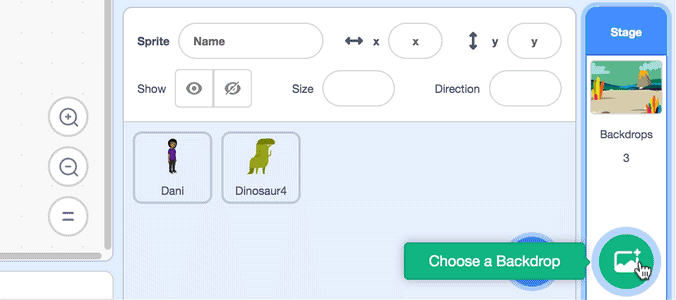 Sprite Name x x y y
Stage
Show Size Direction
Backdrops
3
Dani Dinosaur4
Choose a Backdrop